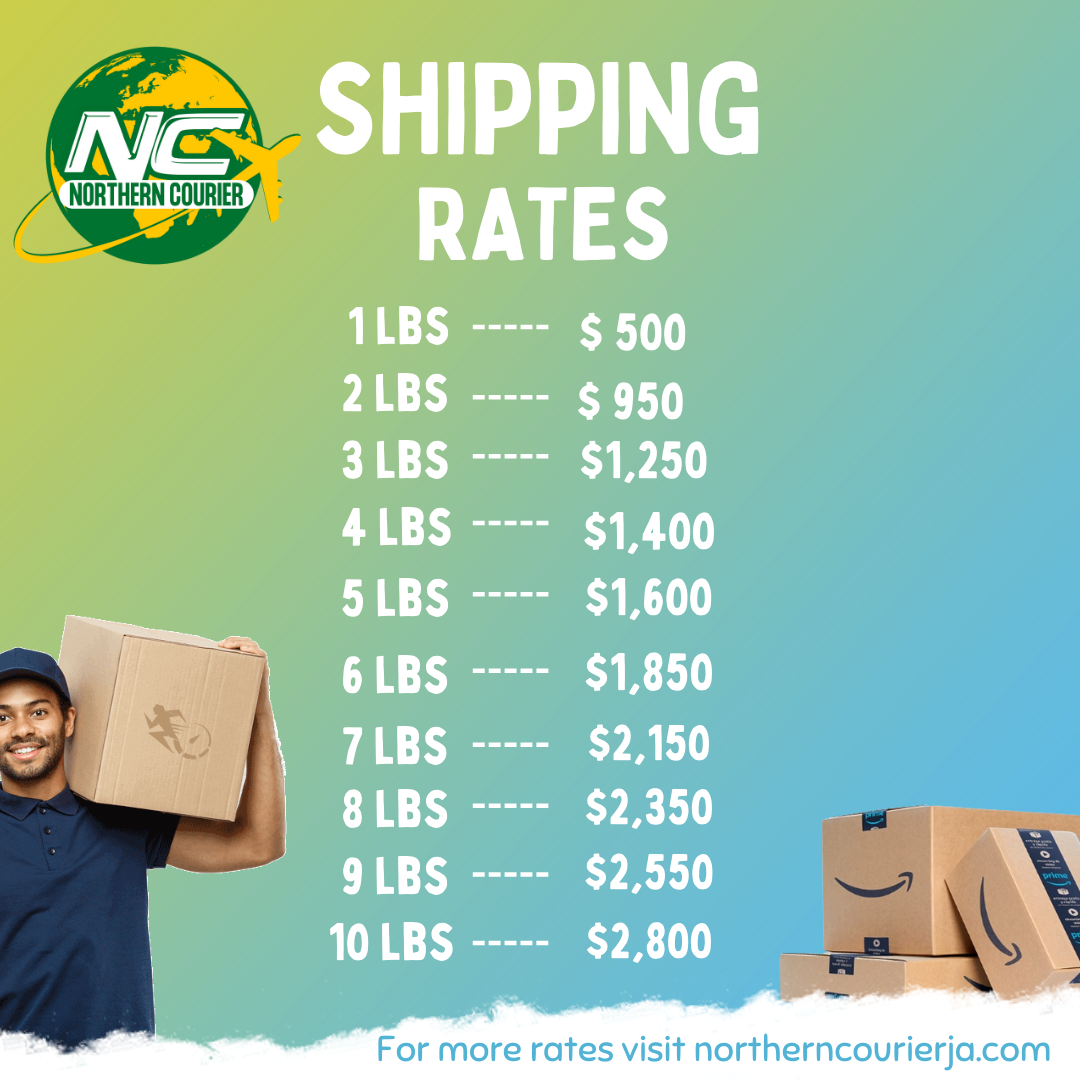 NC
NORTHERN COURIER
SHIPPING
RATES
1 LBS ----- $ 500
2 LBS ----- $ 950
3 LBS ----- $1,250
4 LBS ----- $1,400
5 LBS ----- $1,600
6 LBS ----- $1,850
7 LBS ----- $2,150
8 LBS ----- $2,350
9 LBS ----- $2,550
10 LBS ----- $2,800
prime
prime
For more rates visit northerncourierja.com